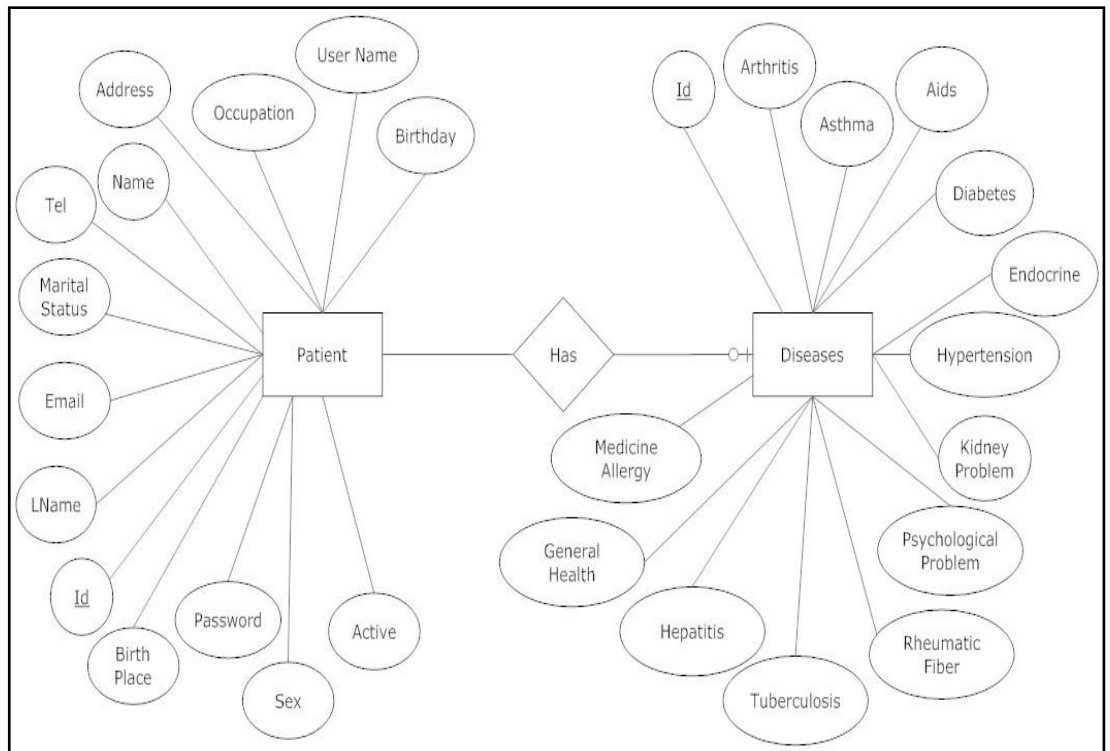 User Name
Address
Occupation
Birthday
Name
Tel
Marital
Status
Email
LName
Id
Birth
Place
Password
Sex
Active
Patient
Has
Diseases
Id
Arthritis
Asthma
Aids
Diabetes
Endocrine
Hypertension
Kidney
Problem
Psychological
Problem
Rheumatic
Fiber
Tuberculosis
Hepatitis
General
Health
Medicine
Allergy